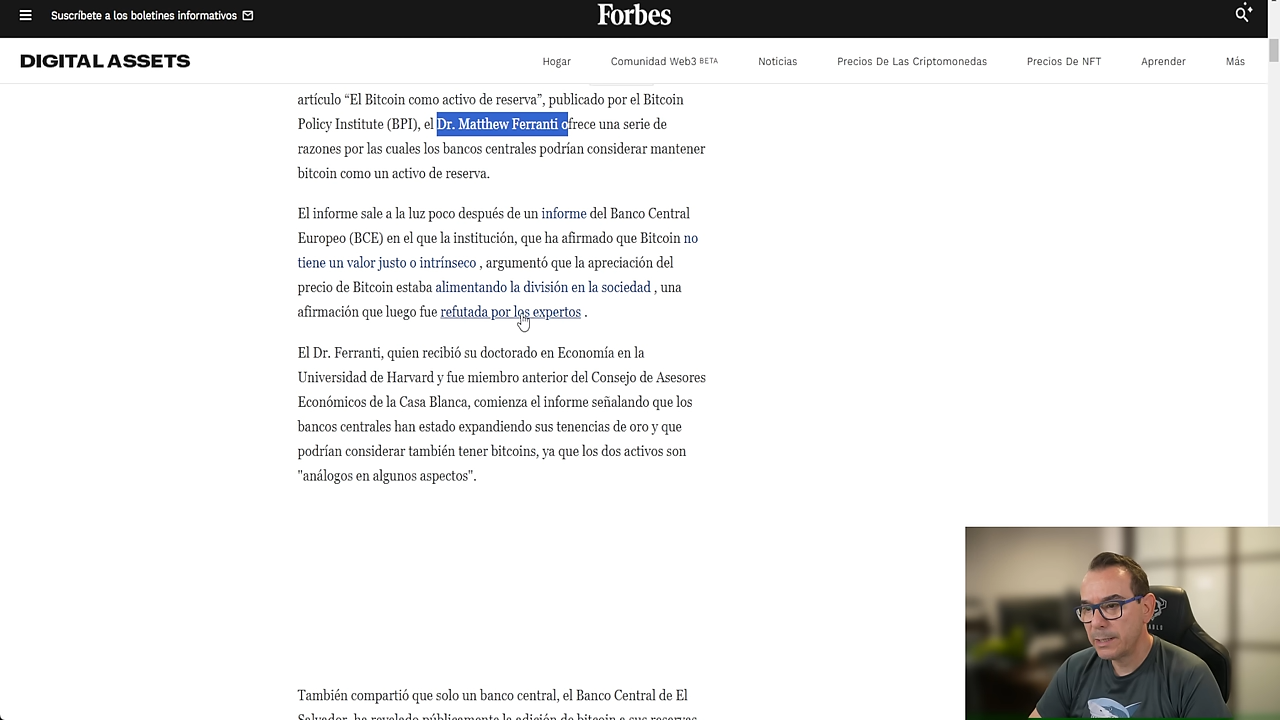 Suscríbete a los boletines informativos
Forbes
DIGITAL ASSETS
Hogar
Comunidad Web3 BETA
Noticias
Precios De Las Criptomonedas
Precios De NFT
Aprender
Más
artículo “El Bitcoin como activo de reserva”, publicado por el Bitcoin
Policy Institute (BPI), el Dr. Matthew Ferranti ofrece una serie de
razones por las cuales los bancos centrales podrían considerar mantener
bitcoin como un activo de reserva.
El informe sale a la luz poco después de un informe del Banco Central
Europeo (BCE) en el que la institución, que ha afirmado que Bitcoin no
tiene un valor justo o intrínseco , argumentó que la apreciación del
precio de Bitcoin estaba alimentando la división en la sociedad , una
afirmación que luego fue refutada por los expertos .
El Dr. Ferranti, quien recibió su doctorado en Economía en la
Universidad de Harvard y fue miembro anterior del Consejo de Asesores
Económicos de la Casa Blanca, comienza el informe señalando que los
bancos centrales han estado expandiendo sus tenencias de oro y que
podrían considerar también tener bitcoins, ya que los dos activos son
"análogos en algunos aspectos".
También compartió que solo un banco central, el Banco Central de El
Salvador, ha revelado públicamente la adición de bitcoin a sus reservas